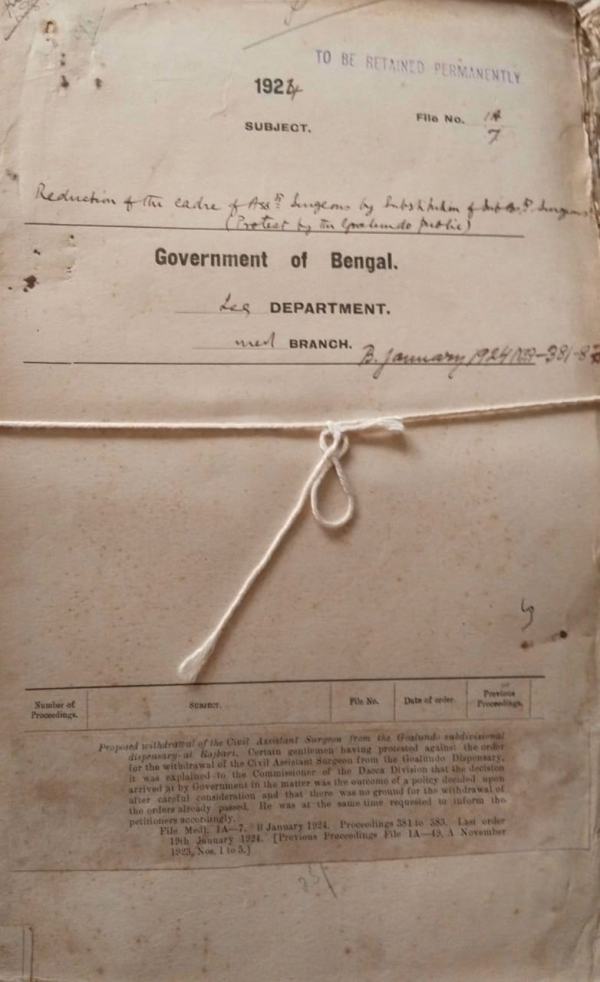 TO BE RETAINED PERMANENTLY
1924
File No. 1A
7
SUBJECT.
Reduction of the cadre of Asst. Surgeons by Substitution of Sub-Asst. Surgeons
(Protest by the Goalundo public)
Government of Bengal.
DEPARTMENT.
med BRANCH.
B. January 1924 Nos-381-83
Number of Proceedings.
SUBJECT.
File No.
Date of order.
Previous Proceedings.
Proposed withdrawal of the Civil Assistant Surgeon from the Goalundo subdivisional
dispensary at Rajbari. Certain gentlemen having protested against the order
for the withdrawal of the Civil Assistant Surgeon from the Goalundo Dispensary,
it was explained to the Commissioner of the Dacca Division that the decision
arrived at by Government in the matter was the outcome of a policy decided upon
after careful consideration and that there was no ground for the withdrawal of
the orders already passed. He was at the same time requested to inform the
petitioners accordingly.
File Medl. 1A—7. B January 1924. Proceedings 381 to 383. Last order
19th January 1924. [Previous Proceedings File 1A—49, A November
1923, Nos. 1 to 5.]